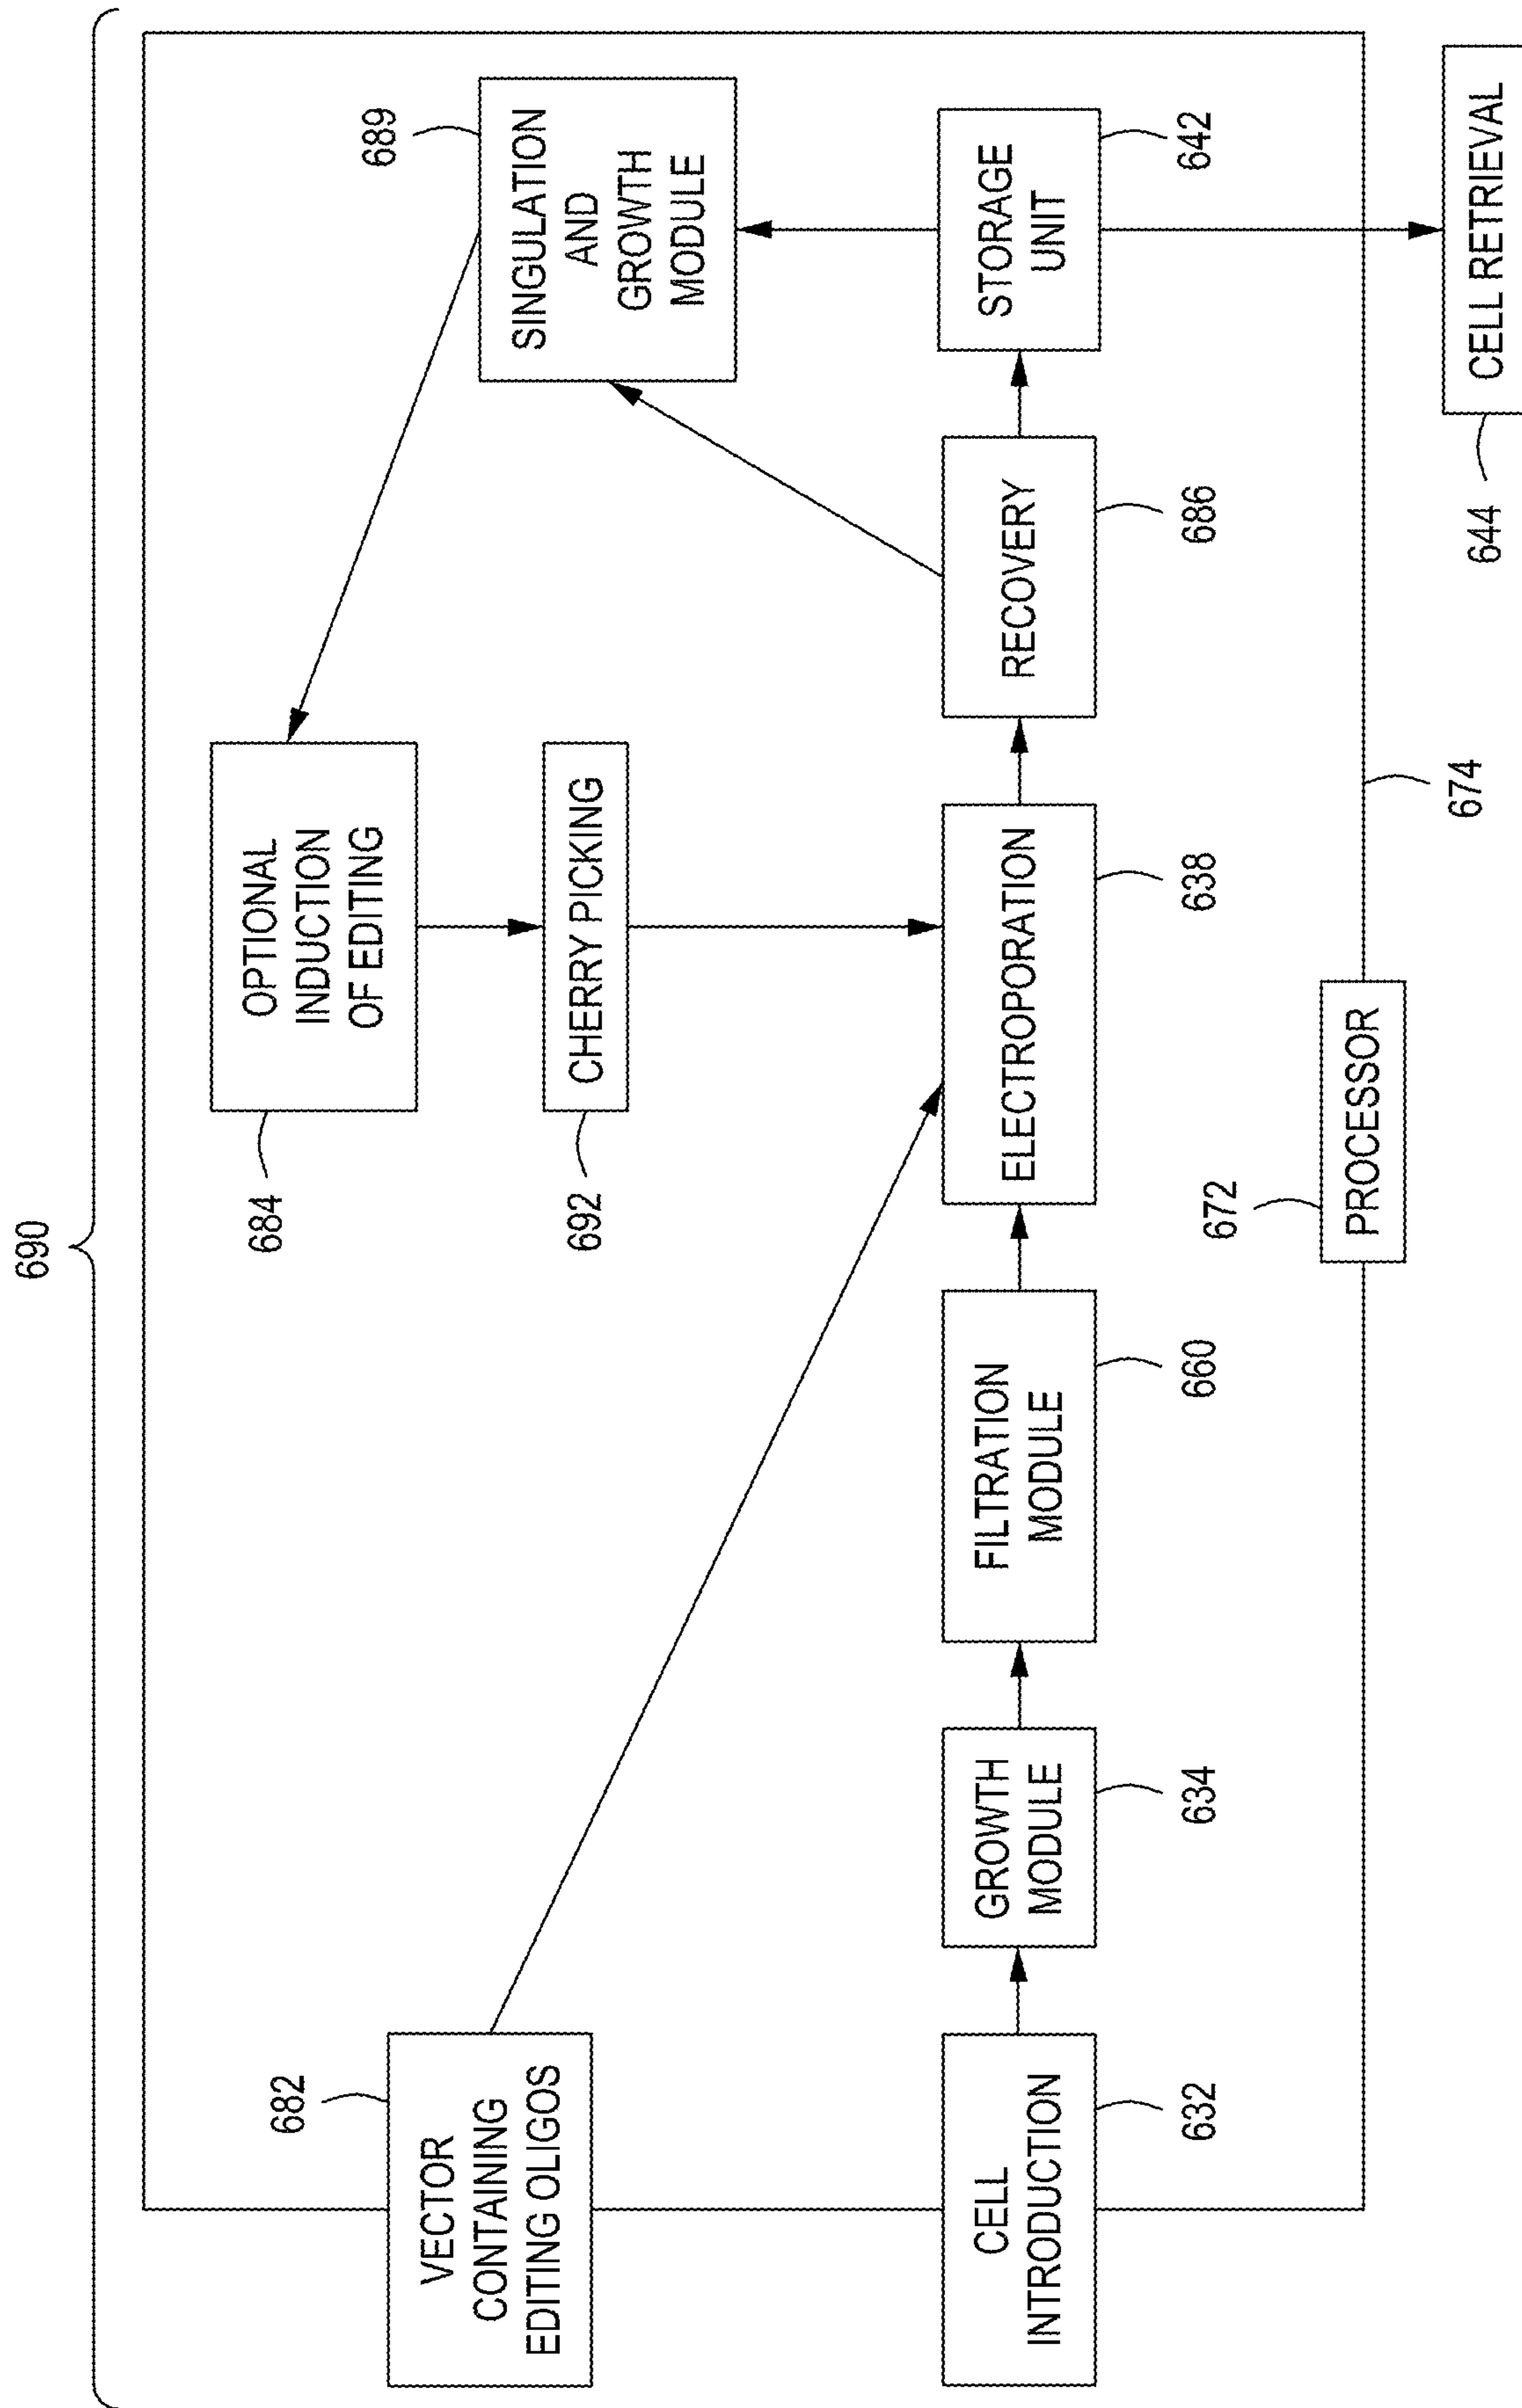 690
689
SINGULATION
AND
GROWTH
MODULE
OPTIONAL
INDUCTION
OF EDITING
684
CHERRY PICKING
692
682
VECTOR
CONTAINING
EDITING OLIGOS
CELL
INTRODUCTION
632
GROWTH
MODULE
634
FILTRATION
MODULE
660
ELECTROPORATION
638
RECOVERY
686
STORAGE
UNIT
642
672
PROCESSOR
674
644
CELL RETRIEVAL